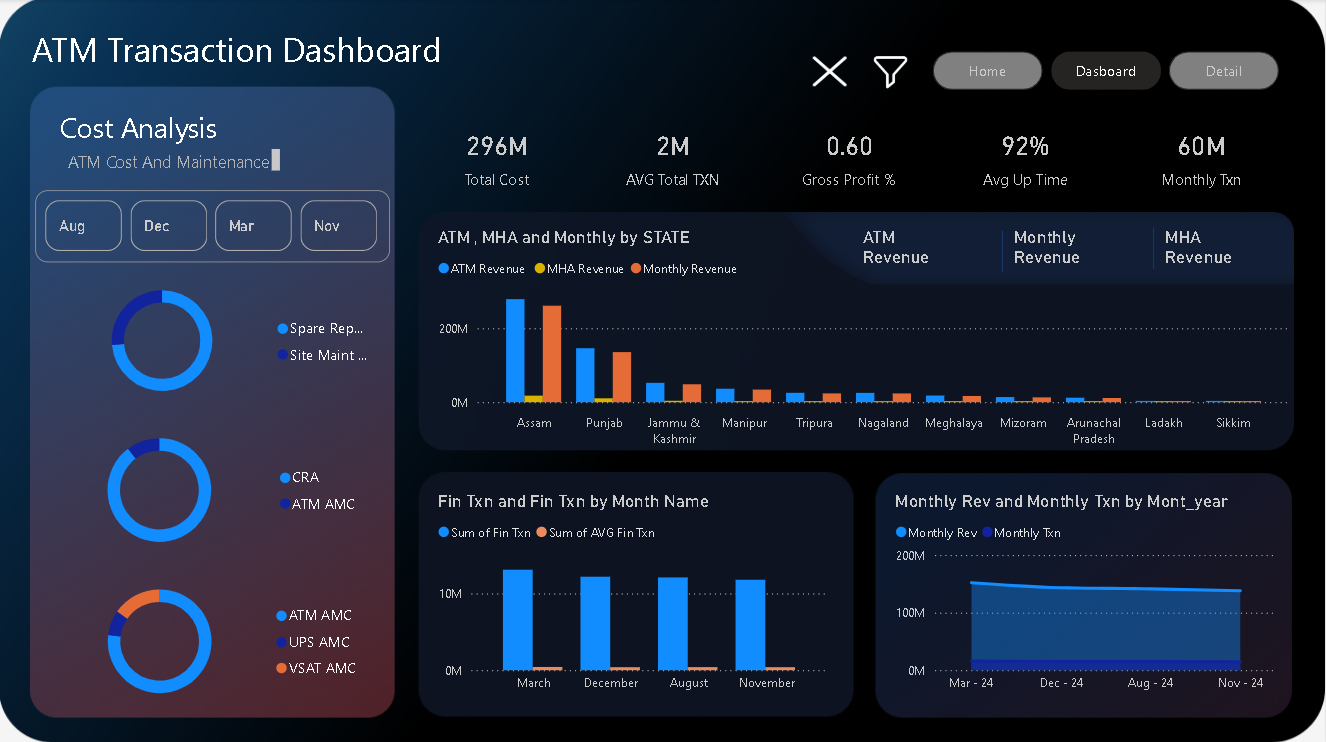 ATM Transaction Dashboard
Home
Dasboard
Detail
Cost Analysis
ATM Cost And Maintenance
Aug
Dec
Mar
Nov
Spare Rep...
Site Maint ...
CRA
ATM AMC
ATM AMC
UPS AMC
VSAT AMC
296M
Total Cost
2M
AVG Total TXN
0.60
Gross Profit %
92%
Avg Up Time
60M
Monthly Txn
ATM , MHA and Monthly by STATE
ATM Revenue
MHA Revenue
Monthly Revenue
ATM
Revenue
Monthly
Revenue
MHA
Revenue
200M
0M
Assam
Punjab
Jammu &
Kashmir
Manipur
Tripura
Nagaland
Meghalaya
Mizoram
Arunachal
Pradesh
Ladakh
Sikkim
Fin Txn and Fin Txn by Month Name
Sum of Fin Txn
Sum of AVG Fin Txn
10M
0M
March
December
August
November
Monthly Rev and Monthly Txn by Mont_year
Monthly Rev
Monthly Txn
200M
100M
0M
Mar - 24
Dec - 24
Aug - 24
Nov - 24